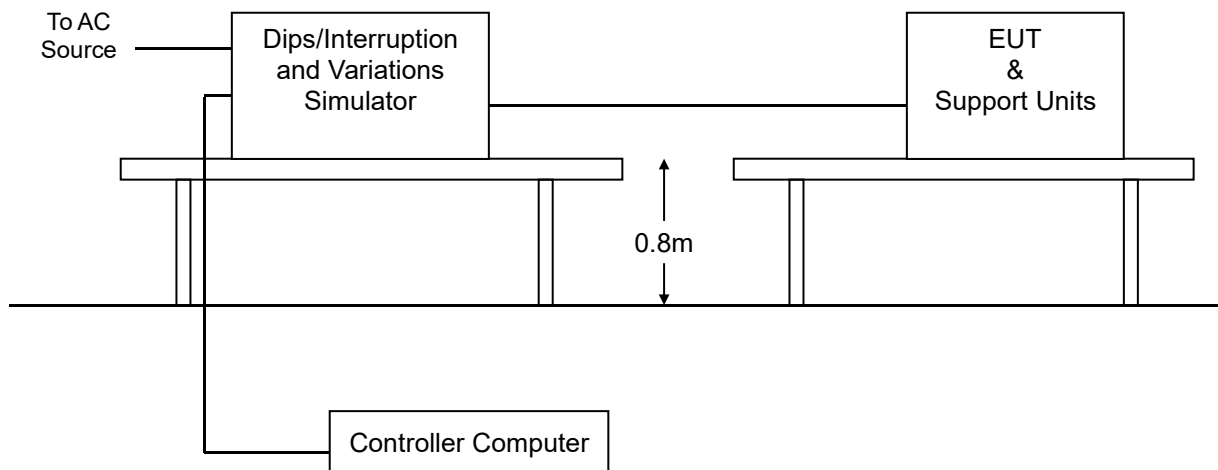 To AC
Source
Dips/Interruption
and Variations
Simulator
EUT
&
Support Units
0.8m
Controller Computer